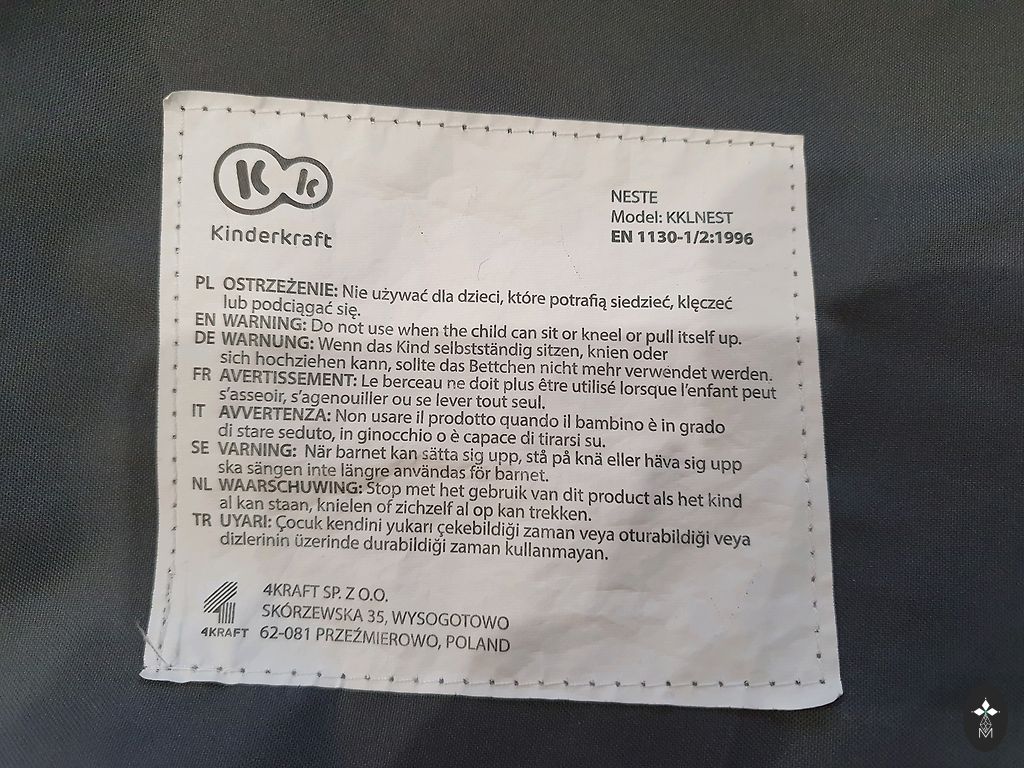 Kinderkraft
NESTE
Model: KKLNEST
EN 1130-1/2:1996
PL OSTRZEŻENIE: Nie używać dla dzieci, które potrafią siedzieć, klęczeć
lub podciągać się.
EN WARNING: Do not use when the child can sit or kneel or pull itself up.
DE WARNUNG: Wenn das Kind selbstständig sitzen, knien oder
sich hochziehen kann, sollte das Bettchen nicht mehr verwendet werden.
FR AVERTISSEMENT: Le berceau ne doit plus être utilisé lorsque l'enfant peut
s'asseoir, s'agenouiller ou se lever tout seul.
IT AVVERTENZA: Non usare il prodotto quando il bambino è in grado
di stare seduto, in ginocchio o è capace di tirarsi su.
SE VARNING: När barnet kan sätta sig upp, stå på knä eller häva sig upp
ska sängen inte längre användas för barnet.
NL WAARSCHUWING: Stop met het gebruik van dit product als het kind
al kan staan, knielen of zichzelf al op kan trekken.
TR UYARI: Çocuk kendini yukarı çekebildiği zaman veya oturabildiği veya
dizlerinin üzerinde durabildiği zaman kullanmayan.
4KRAFT
4KRAFT SP. Z O.O.
SKÓRZEWSKA 35, WYSOGOTOWO
62-081 PRZEŹMIEROWO, POLAND
M